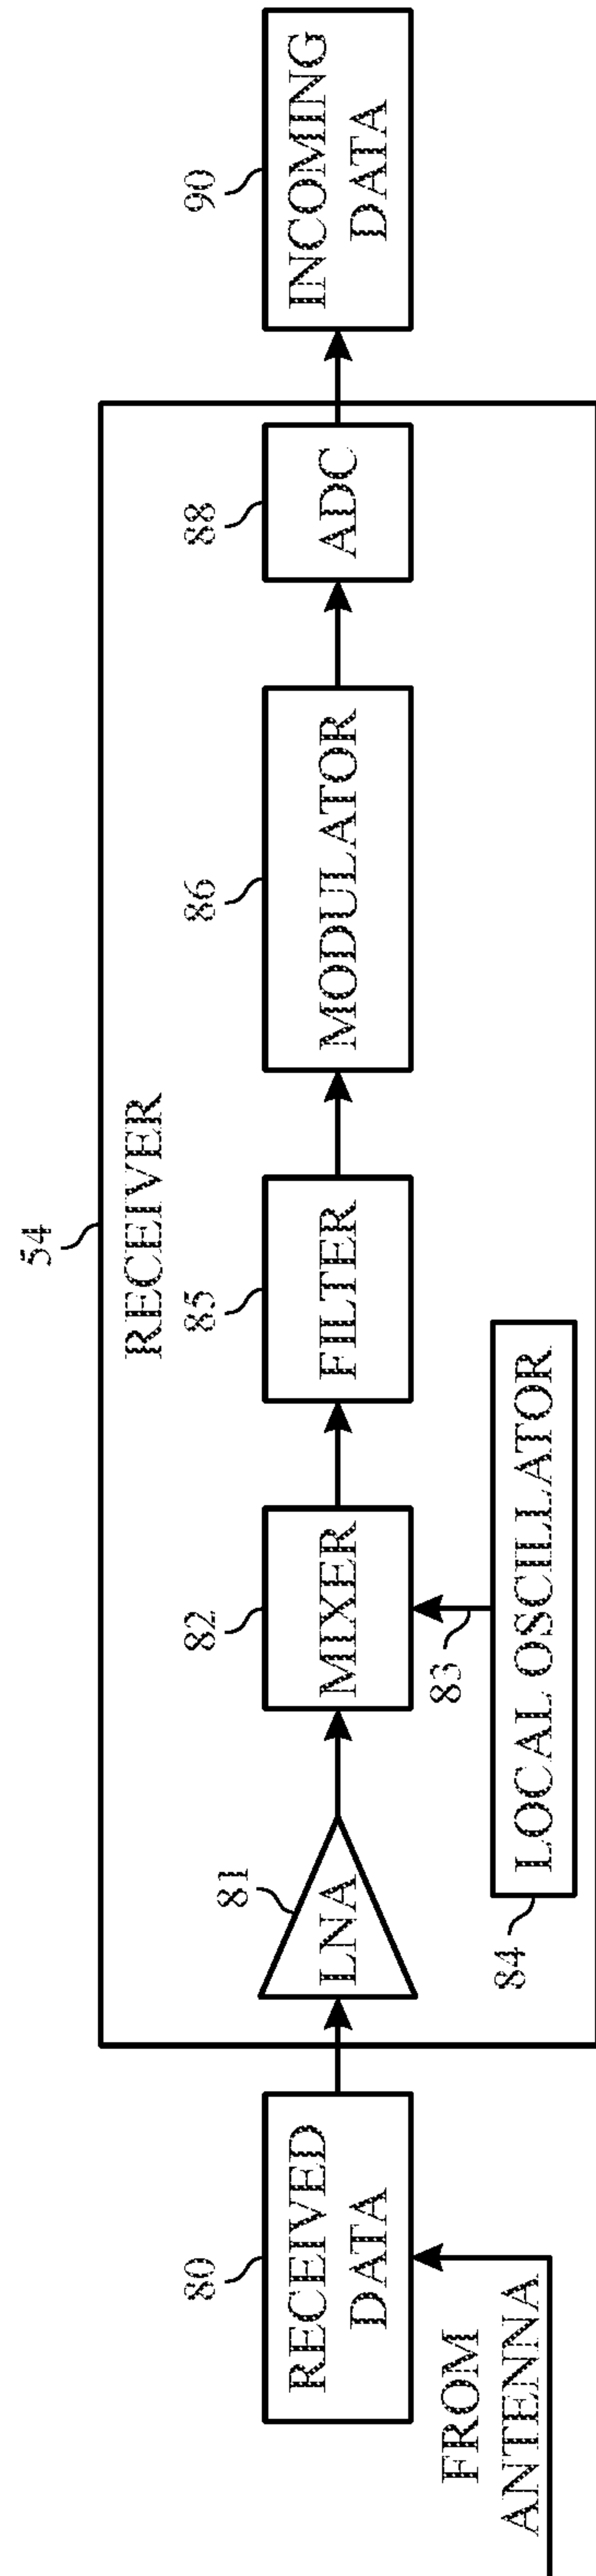 54
RECEIVER
80
RECEIVED
DATA
FROM
ANTENNA
81
LNA
82
MIXER
83
84
LOCAL OSCILLATOR
85
FILTER
86
MODULATOR
88
ADC
90
INCOMING
DATA